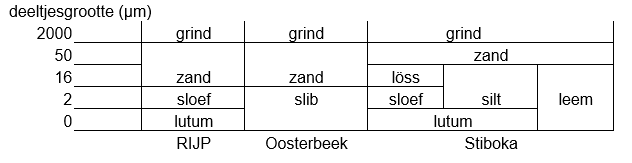 deeltjesgrootte (µm)
2000 grind grind grind
50 zand
16 zand zand löss
2 sloef slib sloef silt leem
0 lutum lutum
RIJP Oosterbeek Stiboka